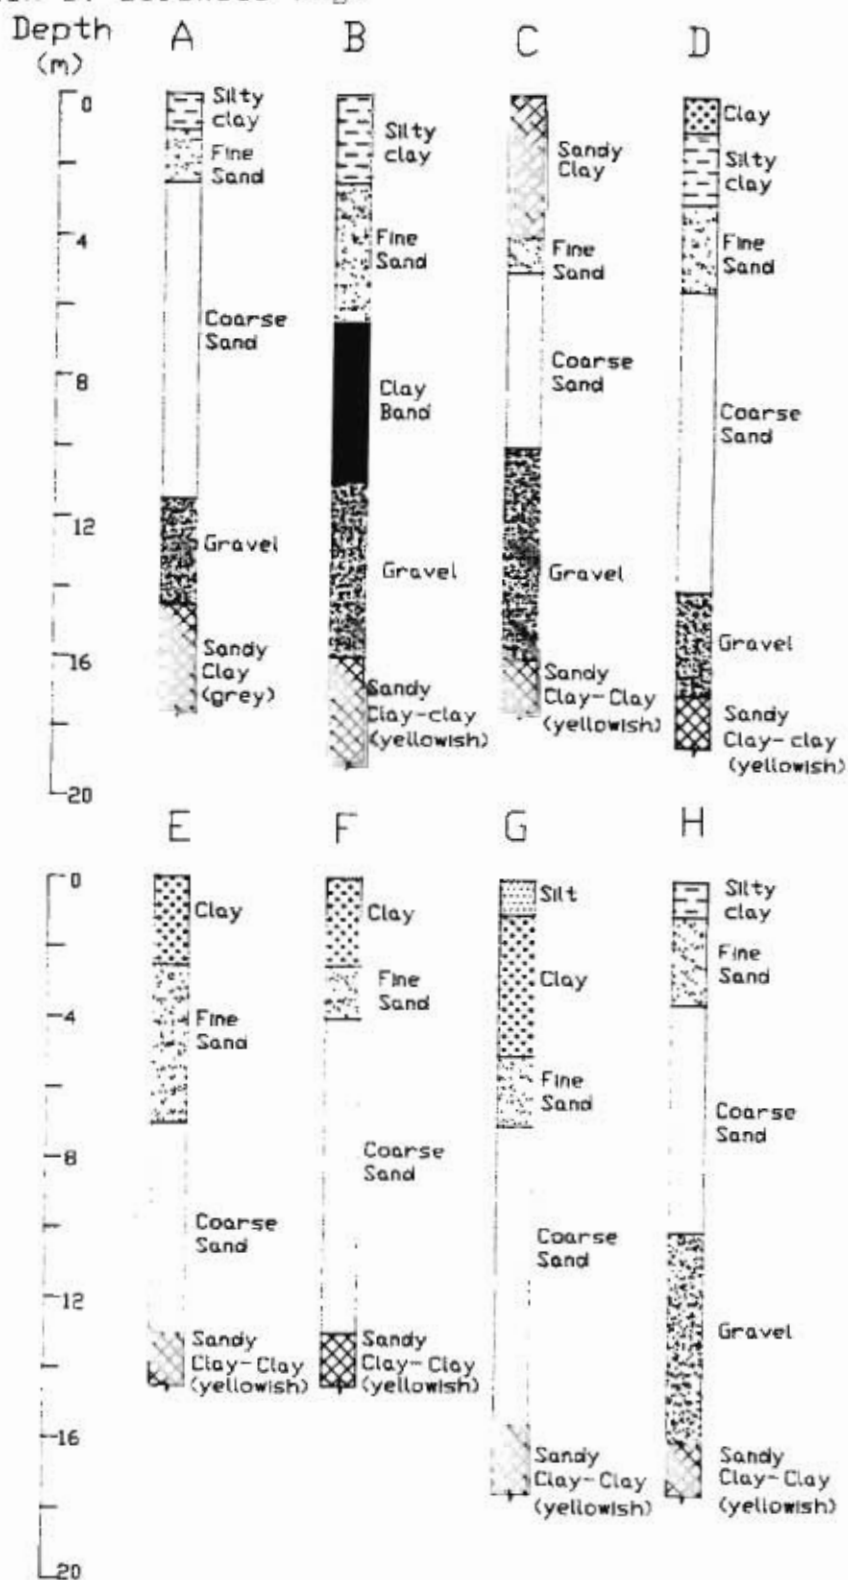 Depth
(m)
A
B
C
D
0
4
8
12
16
20
Silty
clay
Fine
Sand
Coarse
Sand
Gravel
Sandy
Clay
(grey)
Silty
clay
Fine
Sand
Clay
Band
Gravel
Sandy
Clay-clay
(yellowish)
Sandy
Clay
Fine
Sand
Coarse
Sand
Gravel
Sandy
Clay-Clay
(yellowish)
Clay
Silty
clay
Fine
Sand
Coarse
Sand
Gravel
Sandy
Clay-clay
(yellowish)
E
F
G
H
0
4
8
12
16
20
Clay
Fine
Sand
Coarse
Sand
Sandy
Clay-Clay
(yellowish)
Clay
Fine
Sand
Coarse
Sand
Sandy
Clay-Clay
(yellowish)
Silt
Clay
Fine
Sand
Coarse
Sand
Sandy
Clay-Clay
(yellowish)
Silty
clay
Fine
Sand
Coarse
Sand
Gravel
Sandy
Clay-Clay
(yellowish)